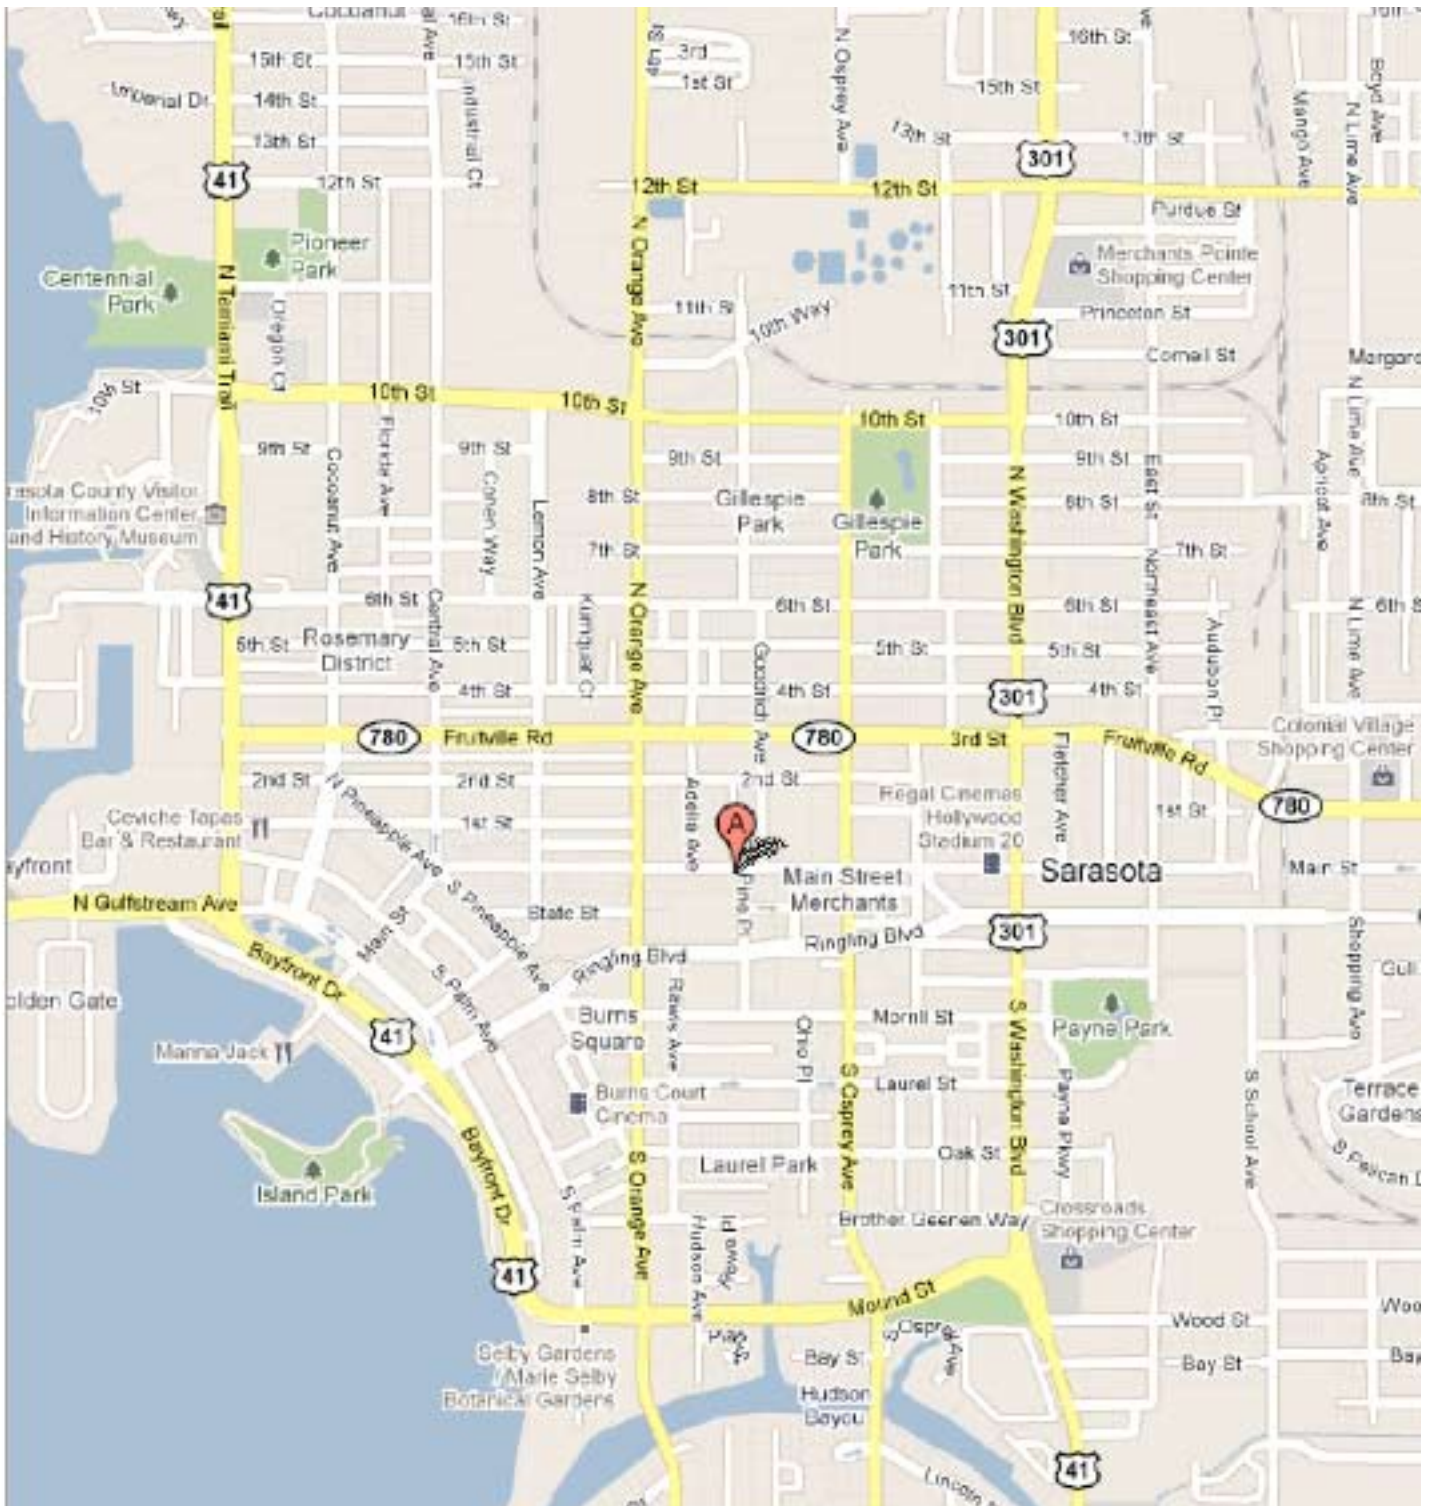 Cocoanut
16th St
15th St
15th St
Imperial Dr
14th St
13th St
Industrial Ct
41
12th St
3rd
1st St
N Osprey Ave
16th St
15th St
13th St
13th St
301
Mango Ave
N Lime Ave
Boyd Ave
12th St
12th St
Purdue St
Pioneer
Park
Centennial
Park
N Tamiami Trail
Oregon Ct
N Orange Ave
11th St
10th Way
11th St
Merchants Pointe
Shopping Center
Princeton St
301
Cornell St
N Lime Ave
10th St
10th St
10th St
10th St
10th St
9th St
Cocoanut Ave
Florida Ave
9th St
Cohen Way
Lemon Ave
9th St
8th St
7th St
Gillespie
Park
Gillespie
Park
N Washington Blvd
9th St
8th St
East St
7th St
Northeast Ave
Apricot Ave
8th St
County Visitor
Information Center
and History Museum
41
6th St
Central Ave
Kumquat Ct
N Orange Ave
6th St
6th St
Audubon Pl
N Lime Ave
5th St
Rosemary
District
5th St
Goodrich Ave
5th St
5th St
4th St
4th St
301
4th St
780
Fruitville Rd
780
3rd St
Fletcher Ave
Fruitville Rd
Colonial Village
Shopping Center
2nd St
N Pineapple Ave
2nd St
Adelia Ave
2nd St
Regal Cinemas
Hollywood
Stadium 20
1st St
780
Ceviche Tapas
Bar & Restaurant
1st St
A
Main Street
Merchants
Sarasota
Main St
N Gulfstream Ave
Main St
S Pineapple Ave
State St
Pine Pl
Ringling Blvd
Ringling Blvd
301
Shopping Ave
Bayfront Dr
S Palm Ave
41
Burns
Square
Rawls Ave
Ohio Pl
Morrill St
S Washington Blvd
Payne Park
Marina Jack
Burns Court
Cinema
S Osprey Ave
Laurel St
Payne Pkwy
S School Ave
Terrace
Gardens
Bayfront Dr
S Orange Ave
Laurel Park
Oak St
Island Park
S Palm Ave
Hudson Ave
Brother Geenen Way
Crossroads
Shopping Center
41
Mound St
Wood St
S Osprey Ave
Selby Gardens
/Marie Selby
Botanical Gardens
Bay St
Bay St
Hudson
Bayou
41
Lincoln